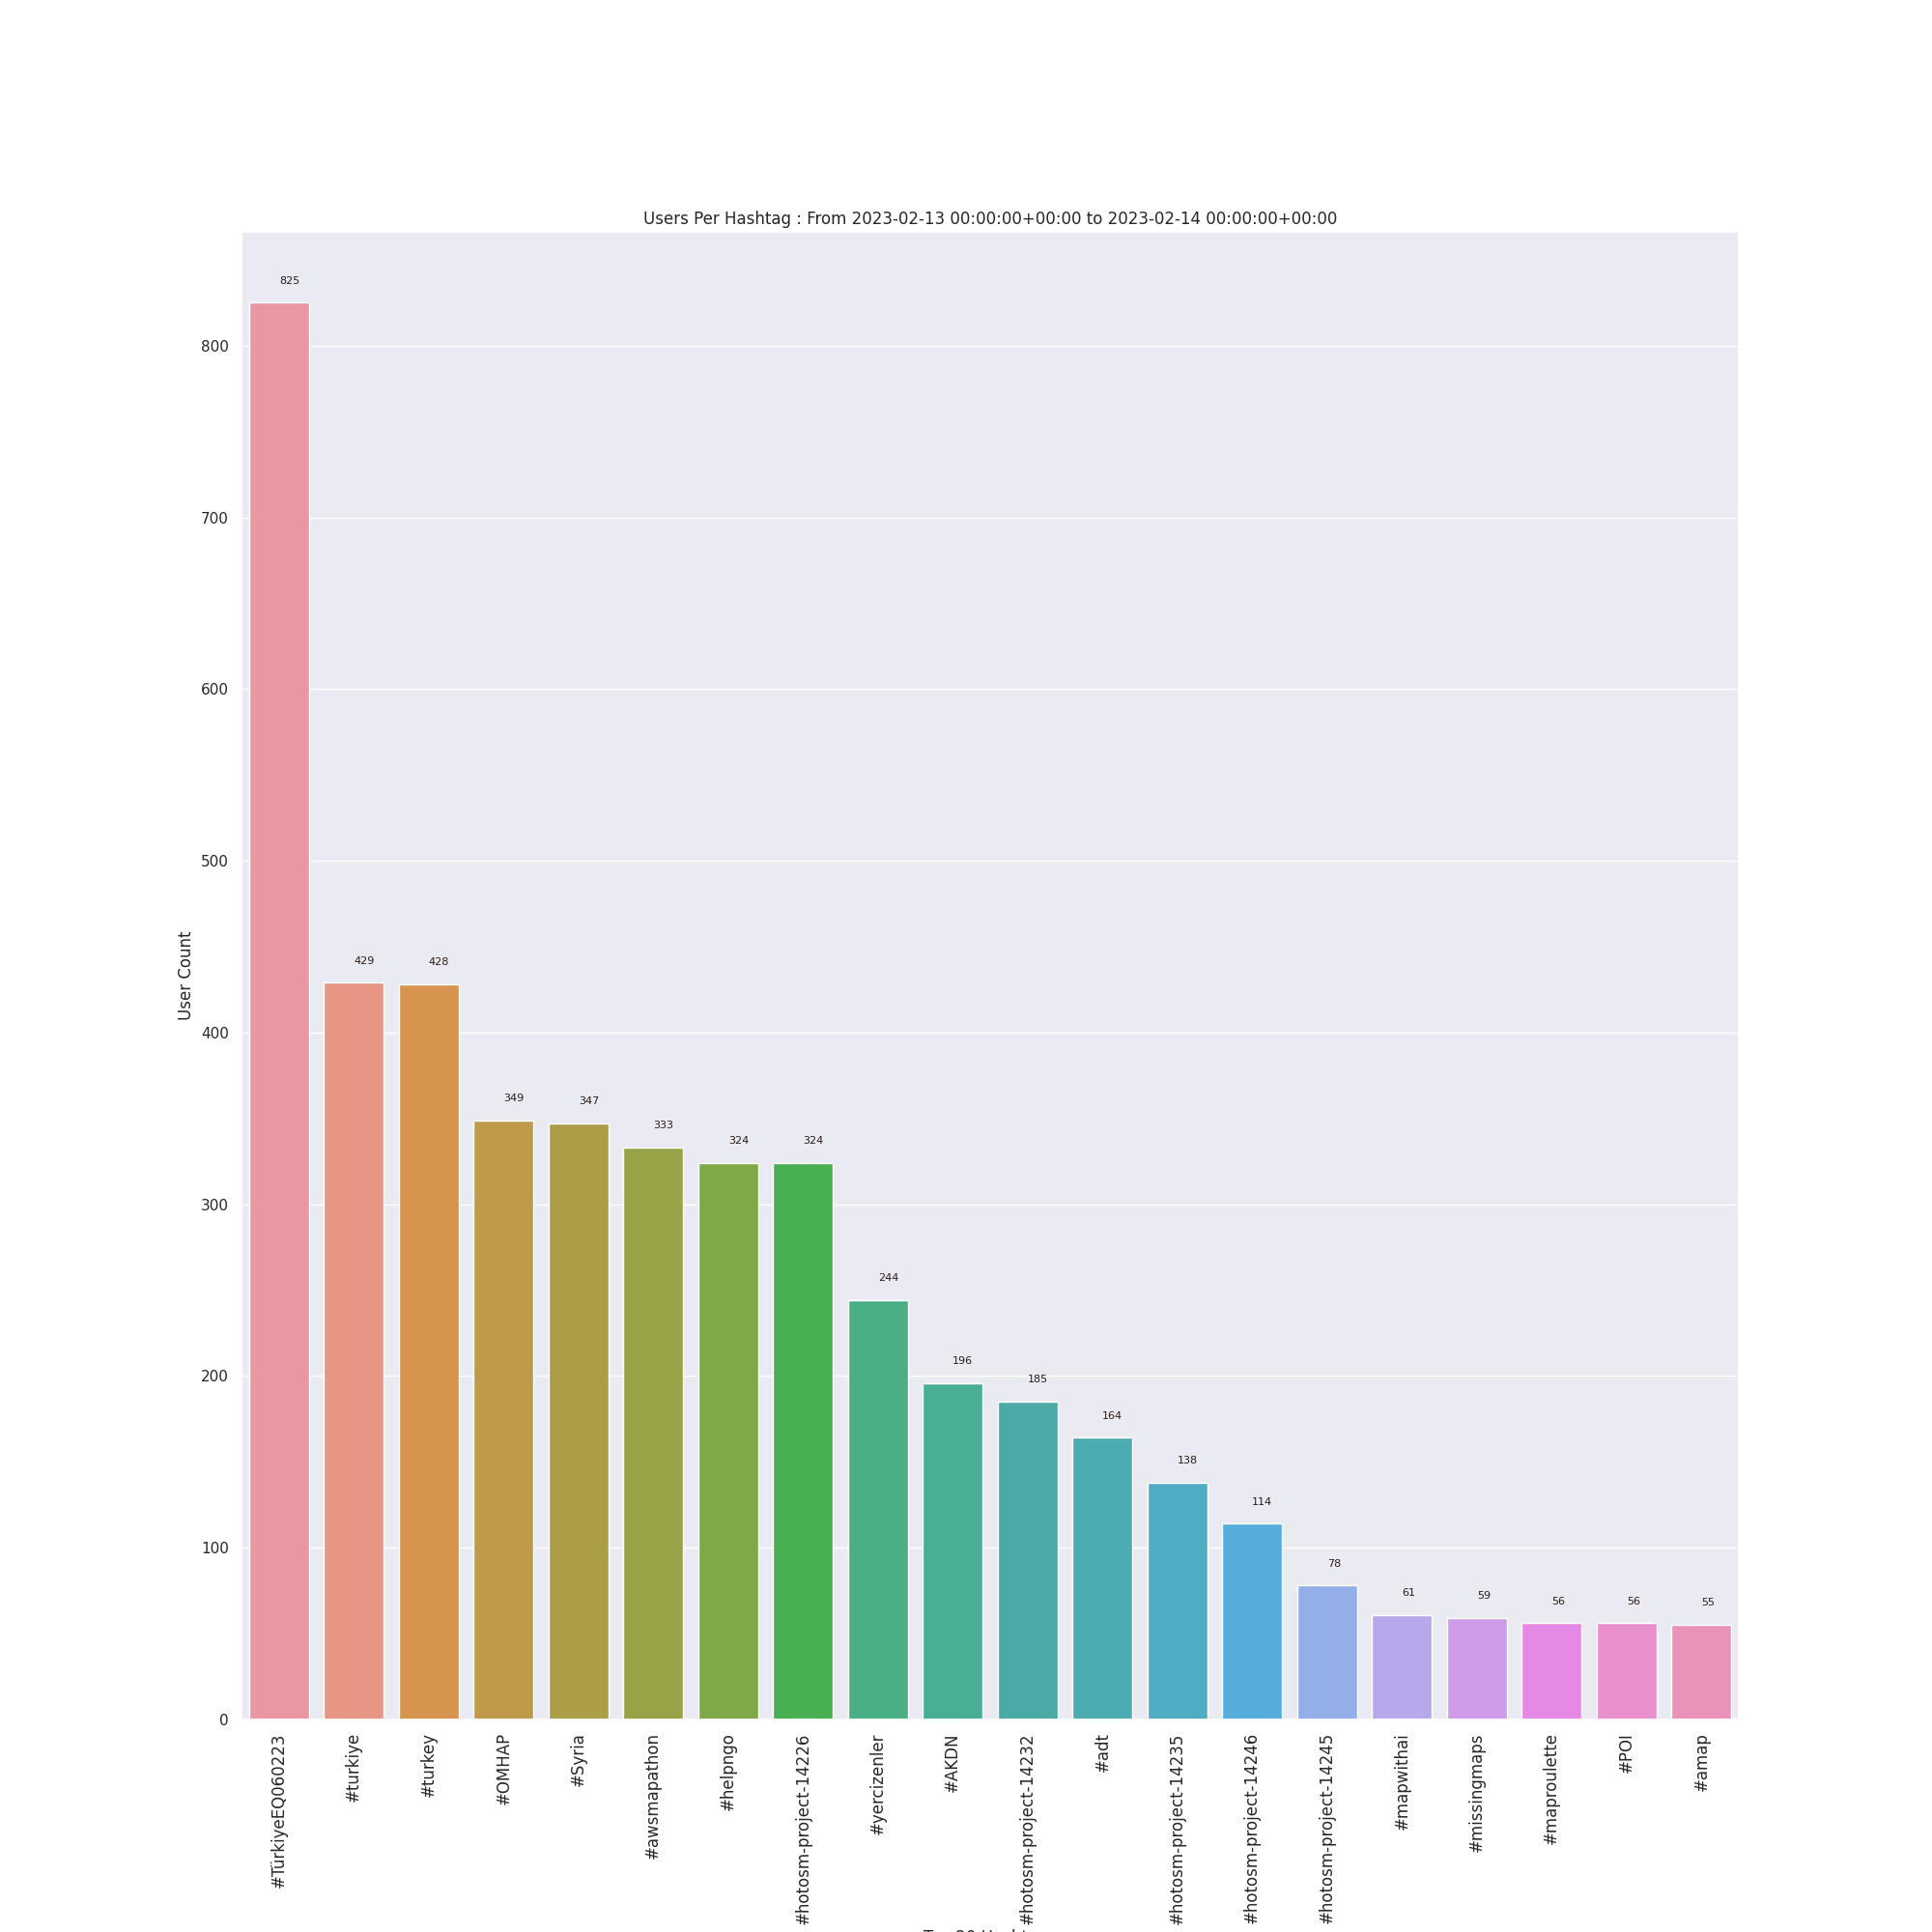 Users Per Hashtag : From 2023-02-13 00:00:00+00:00 to 2023-02-14 00:00:00+00:00
User Count
800
700
600
500
400
300
200
100
0
825
429
428
349
347
333
324
324
244
196
185
164
138
114
78
61
59
56
56
55
#TürkiyeEQ060223
#turkiye
#turkey
#OMHAP
#Syria
#awsmapathon
#helpngo
#hotosm-project-14226
#yercizenler
#AKDN
#hotosm-project-14232
#adt
#hotosm-project-14235
#hotosm-project-14246
#hotosm-project-14245
#mapwithai
#missingmaps
#maproulette
#POI
#amap